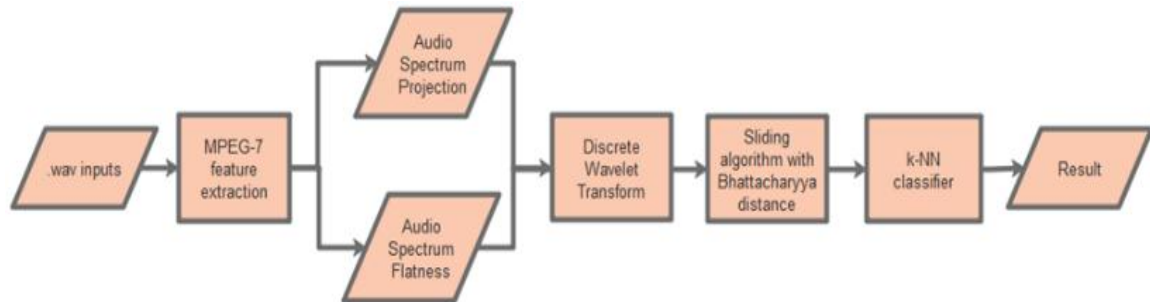 .wav inputs
MPEG-7
feature
extraction
Audio
Spectrum
Projection
Audio
Spectrum
Flatness
Discrete
Wavelet
Transform
Sliding
algorithm with
Bhattacharyya
distance
k-NN
classifier
Result